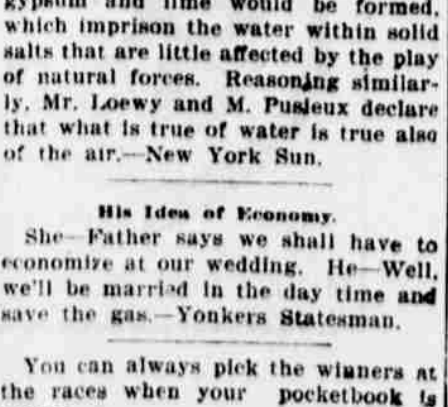 gypsum and lime would be formed,
which imprison the water within solid
salts that are little affected by the play
of natural forces. Reasoning similar-
ly, Mr. Loewy and M. Pusieux declare
that what is true of water is true also
of the air.—New York Sun.
His Idea of Economy.
She—Father says we shall have to
economize at our wedding. He—Well,
we'll be married in the day time and
save the gas.—Yonkers Statesman.
You can always pick the winners at
the races when your pocketbook is